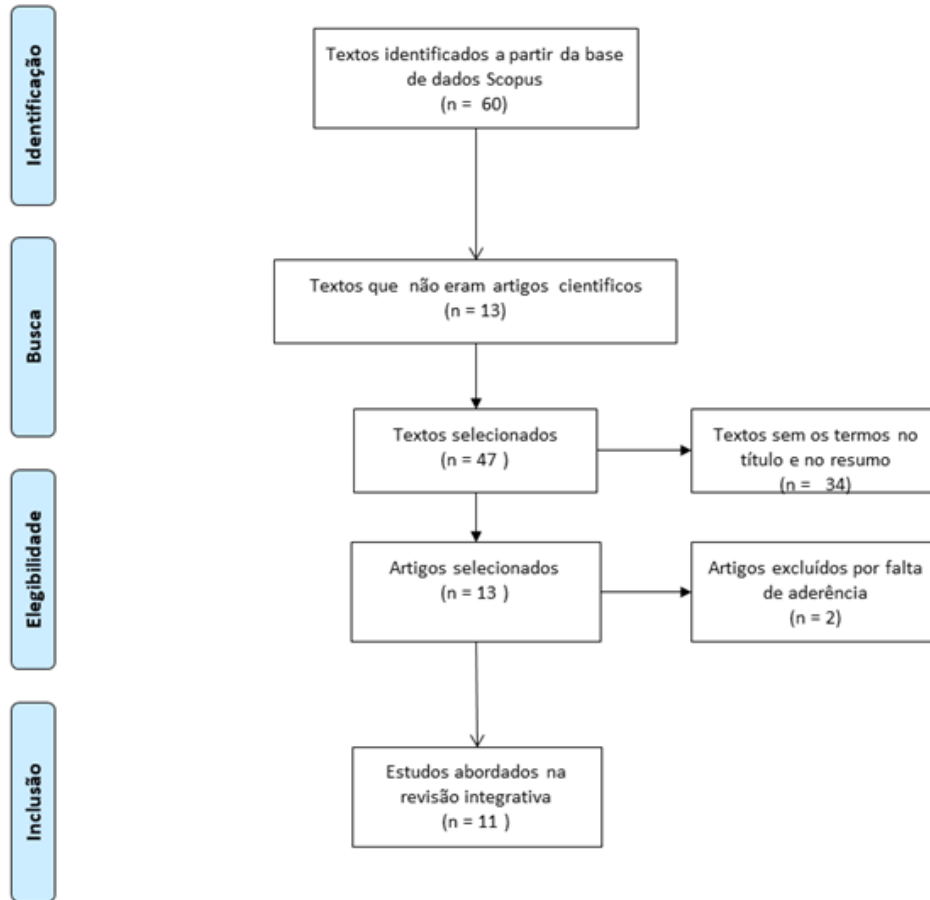 Identificação
Textos identificados a partir da base
de dados Scopus
(n = 60)
Busca
Textos que não eram artigos cientificos
(n = 13)
Textos selecionados
(n = 47 )
Textos sem os termos no
título e no resumo
(n = 34)
Elegibilidade
Artigos selecionados
(n = 13 )
Artigos excluídos por falta
de aderência
(n = 2)
Inclusão
Estudos abordados na
revisão integrativa
(n = 11 )